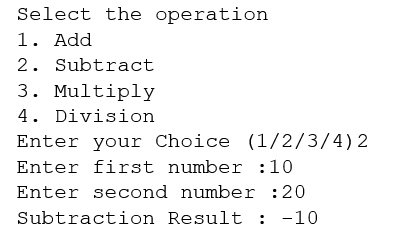 Select the operation
1. Add
2. Subtract
3. Multiply
4. Division
Enter your Choice (1/2/3/4)2
Enter first number :10
Enter second number :20
Subtraction Result : -10